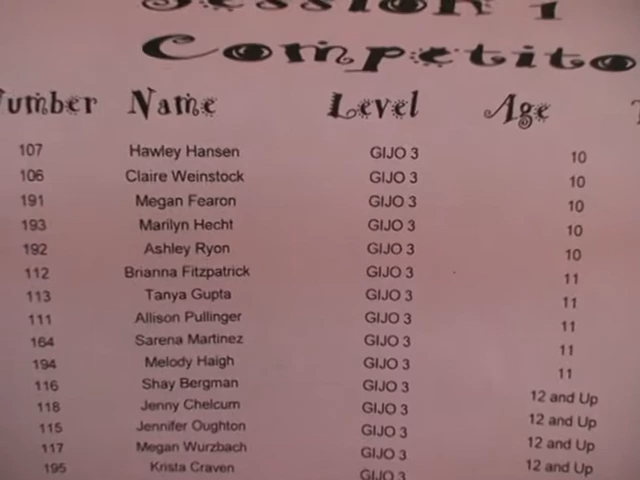 Session 1
Competito
Number Name Level Age
107 Hawley Hansen GIJO 3 10
106 Claire Weinstock GIJO 3 10
191 Megan Fearon GIJO 3 10
193 Marilyn Hecht GIJO 3 10
192 Ashley Ryon GIJO 3 10
112 Brianna Fitzpatrick GIJO 3 11
113 Tanya Gupta GIJO 3 11
111 Allison Pullinger GIJO 3 11
164 Sarena Martinez GIJO 3 11
194 Melody Haigh GIJO 3 11
116 Shay Bergman GIJO 3 12 and Up
118 Jenny Chelcum GIJO 3 12 and Up
115 Jennifer Oughton GIJO 3 12 and Up
117 Megan Wurzbach GIJO 3 12 and Up
195 Krista Craven GIJO 3